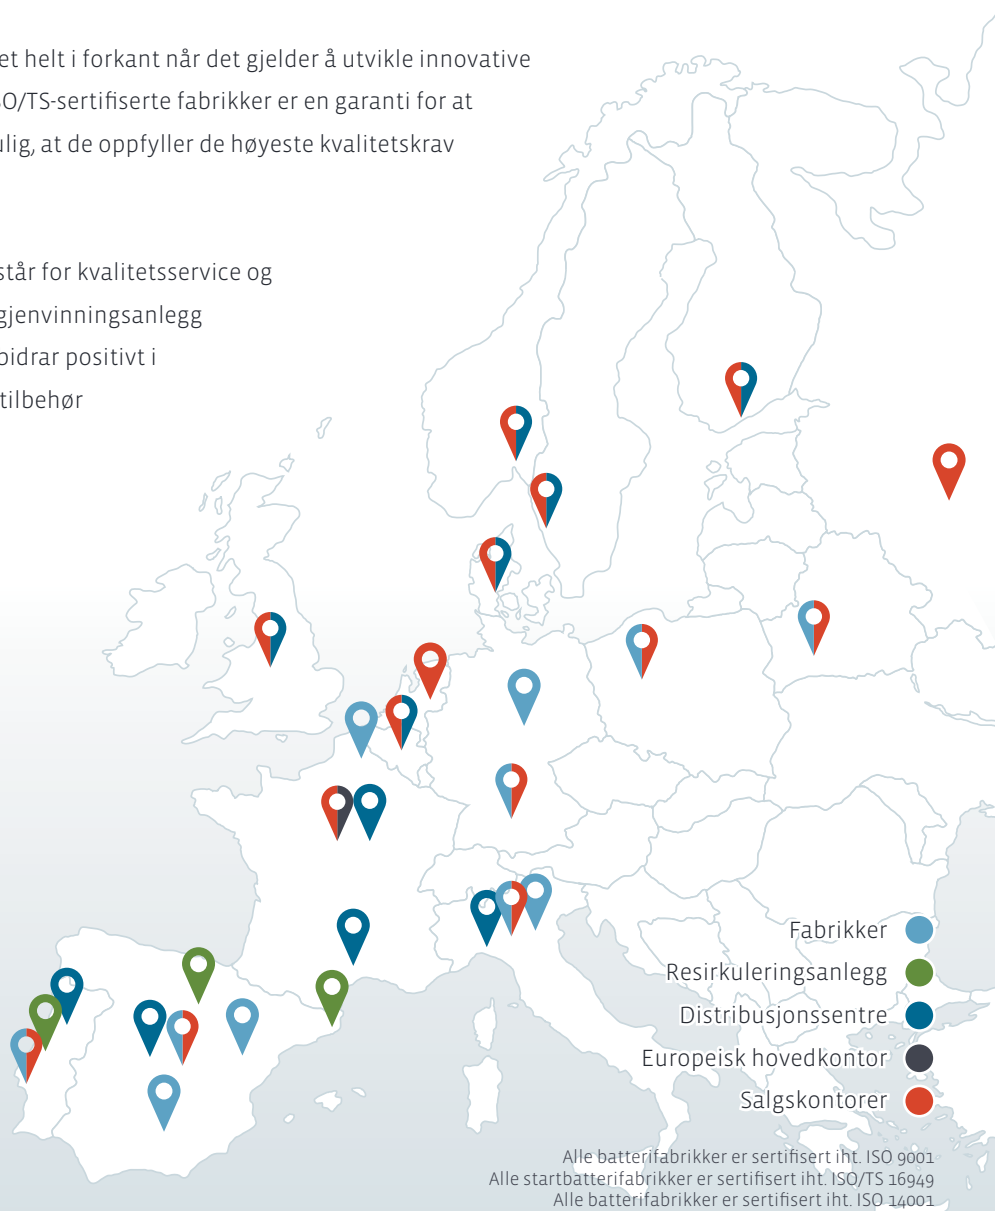 et helt i forkant når det gjelder å utvikle innovative
O/TS-sertifiserte fabrikker er en garanti for at
lig, at de oppfyller de høyeste kvalitetskrav
står for kvalitetsservice og
gjenvinningsanlegg
bidrar positivt i
tilbehør
Fabrikker
Resirkuleringsanlegg
Distribusjonssentre
Europeisk hovedkontor
Salgskontorer
Alle batterifabrikker er sertifisert iht. ISO 9001
Alle startbatterifabrikker er sertifisert iht. ISO/TS 16949
Alle batterifabrikker er sertifisert iht. ISO 14001